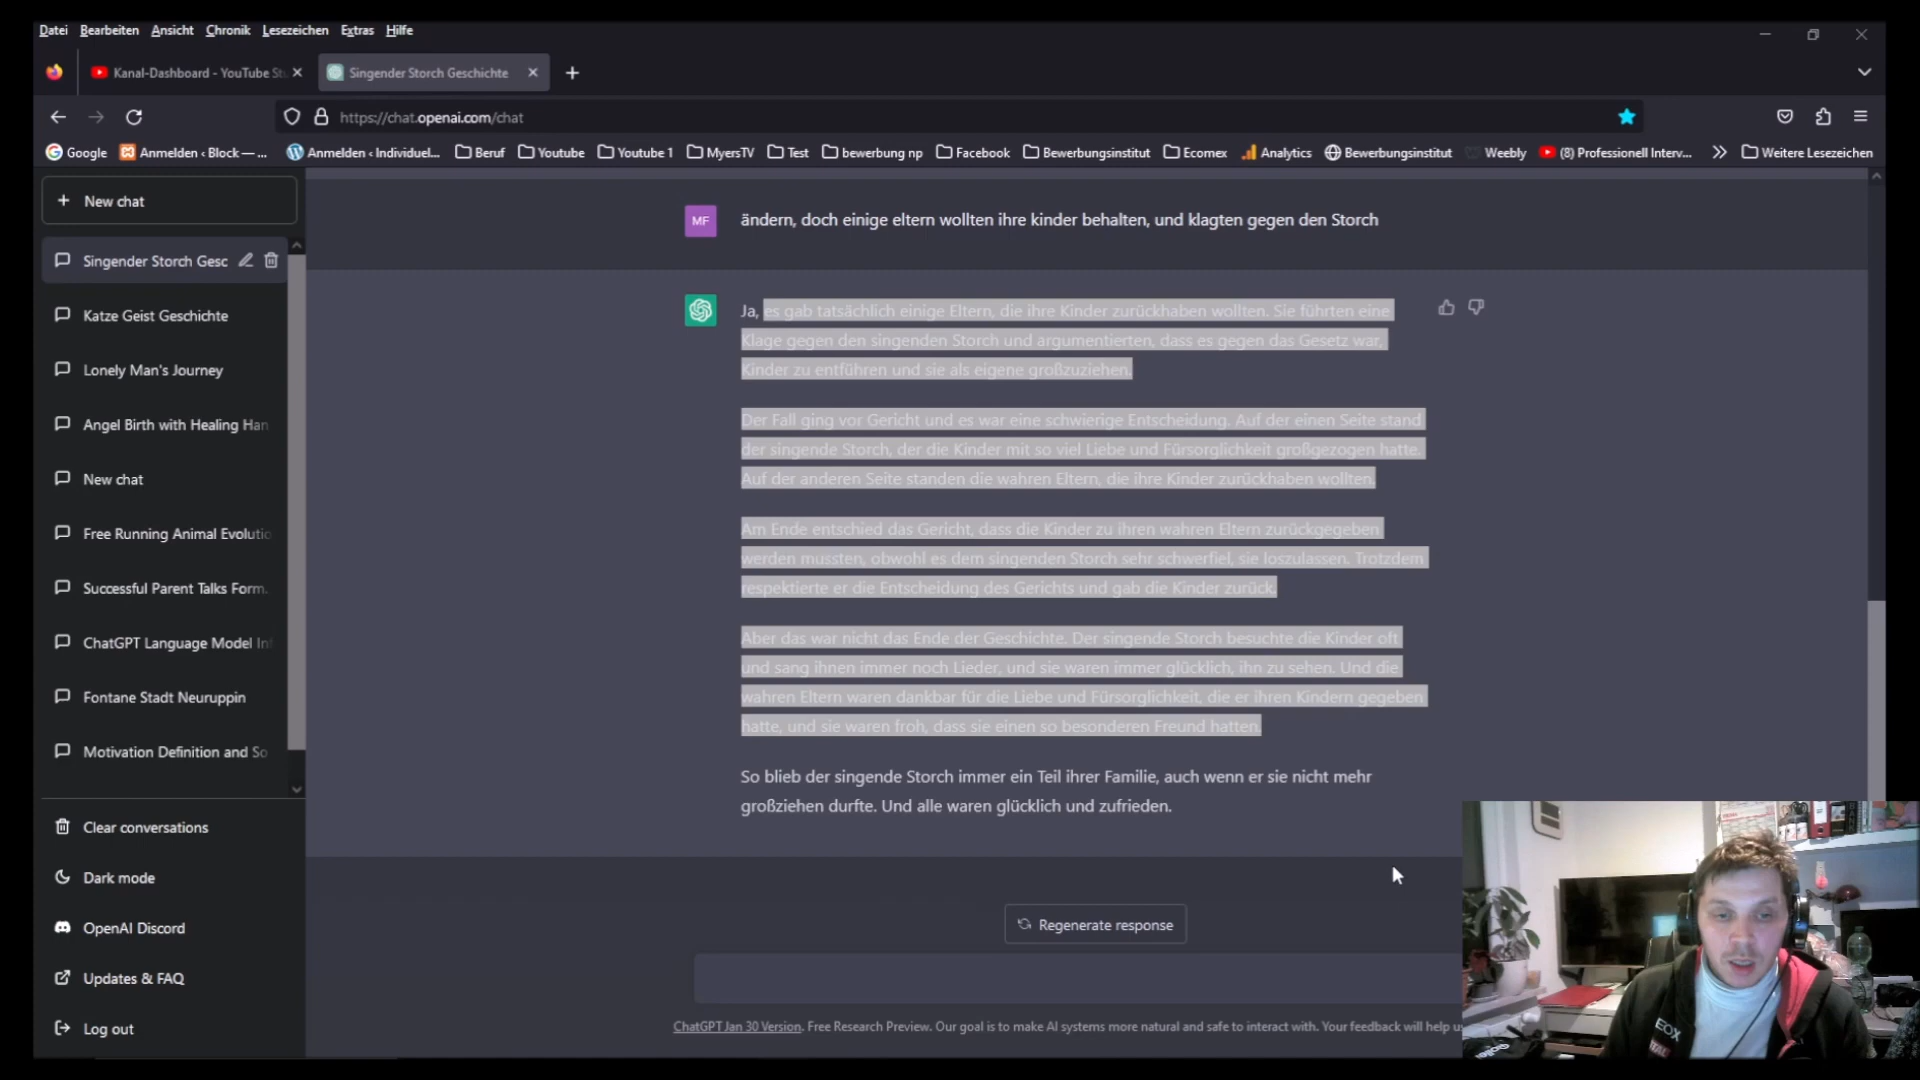 Datei Bearbeiten Ansicht Chronik Lesezeichen Extras Hilfe
Kanal-Dashboard - YouTube St
Singender Storch Geschichte
https://chat.openai.com/chat
Google Anmelden ‹ Block — ... Anmelden ‹ Individuel... Beruf Youtube Youtube 1 MyersTV Test bewerbung np Facebook Bewerbungsinstitut Ecomex Analytics Bewerbungsinstitut Weebly (8) Professionell Interv... Weitere Lesezeichen
+ New chat
Singender Storch Gesc
Katze Geist Geschichte
Lonely Man's Journey
Angel Birth with Healing Han
New chat
Free Running Animal Evolutio
Successful Parent Talks Form.
ChatGPT Language Model In
Fontane Stadt Neuruppin
Motivation Definition and So
Clear conversations
Dark mode
OpenAI Discord
Updates & FAQ
Log out
MF
ändern, doch einige eltern wollten ihre kinder behalten, und klagten gegen den Storch
Ja, es gab tatsächlich einige Eltern, die ihre Kinder zurückhaben wollten. Sie führten eine
Klage gegen den singenden Storch und argumentierten, dass es gegen das Gesetz war,
Kinder zu entführen und sie als eigene großzuziehen.
Der Fall ging vor Gericht und es war eine schwierige Entscheidung. Auf der einen Seite stand
der singende Storch, der die Kinder mit so viel Liebe und Fürsorglichkeit großgezogen hatte.
Auf der anderen Seite standen die wahren Eltern, die ihre Kinder zurückhaben wollten.
Am Ende entschied das Gericht, dass die Kinder zu ihren wahren Eltern zurückgegeben
werden mussten, obwohl es dem singenden Storch sehr schwerfiel, sie loszulassen. Trotzdem
respektierte er die Entscheidung des Gerichts und gab die Kinder zurück.
Aber das war nicht das Ende der Geschichte. Der singende Storch besuchte die Kinder oft
und sang ihnen immer noch Lieder, und sie waren immer glücklich, ihn zu sehen. Und die
wahren Eltern waren dankbar für die Liebe und Fürsorglichkeit, die er ihren Kindern gegeben
hatte, und sie waren froh, dass sie einen so besonderen Freund hatten.
So blieb der singende Storch immer ein Teil ihrer Familie, auch wenn er sie nicht mehr
großziehen durfte. Und alle waren glücklich und zufrieden.
Regenerate response
ChatGPT Jan 30 Version. Free Research Preview. Our goal is to make AI systems more natural and safe to interact with. Your feedback will help u